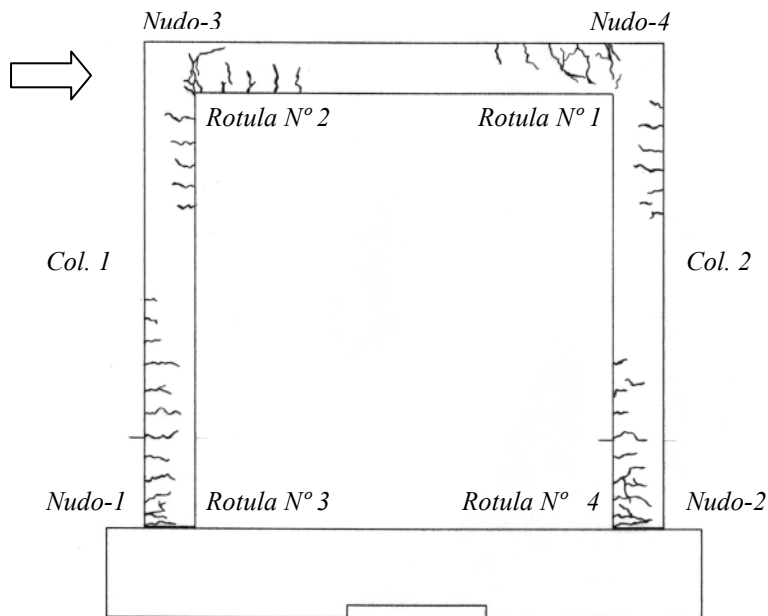 Nudo-3
Nudo-4
Rotula Nº 2
Rotula Nº 1
Col. 1
Col. 2
Nudo-1
Rotula Nº 3
Rotula Nº 4
Nudo-2